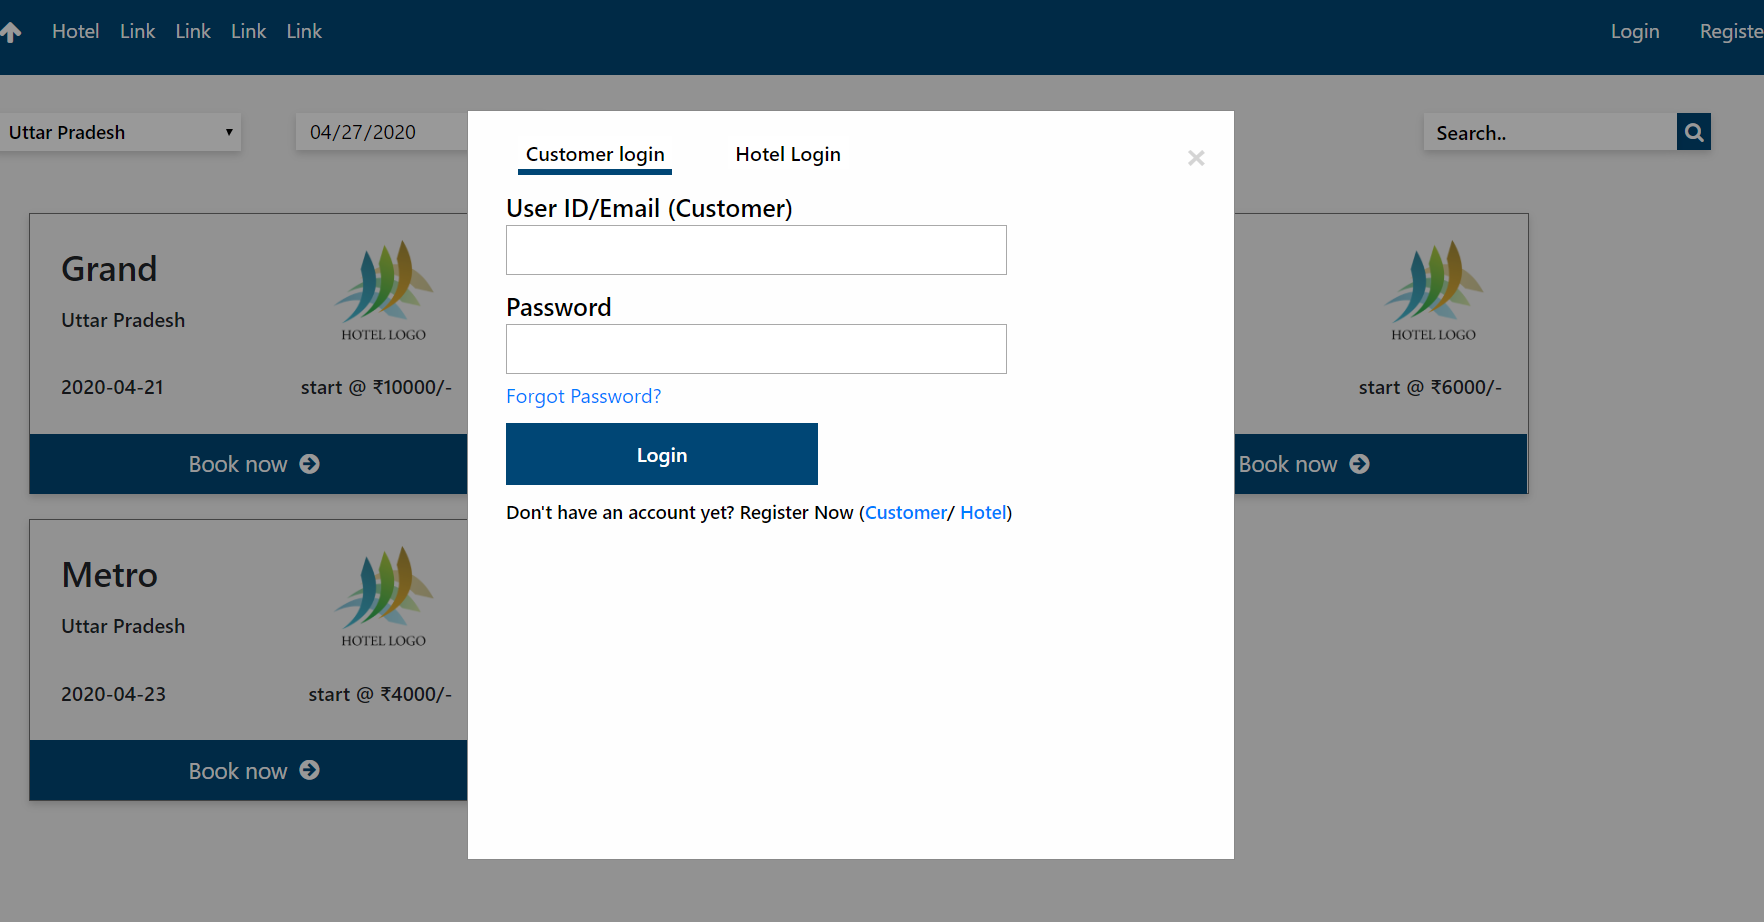 Hotel Link Link Link Link Login Registe
Uttar Pradesh 04/27/2020 Search..
Customer login Hotel Login ×
User ID/Email (Customer)
Password
Forgot Password?
Login
Don't have an account yet? Register Now (Customer/ Hotel)
Grand
Uttar Pradesh
HOTEL LOGO
2020-04-21 start @ ₹10000/-
Book now
HOTEL LOGO
start @ ₹6000/-
Book now
Metro
Uttar Pradesh
HOTEL LOGO
2020-04-23 start @ ₹4000/-
Book now